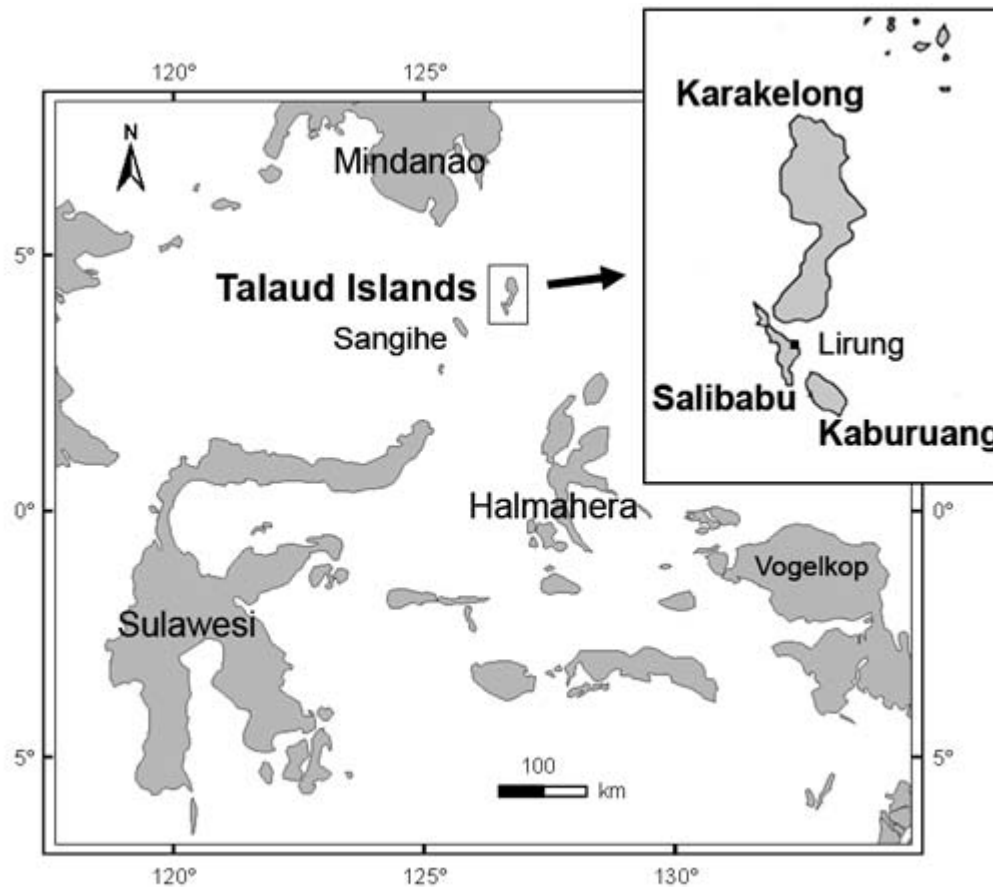 120°
125°
Karakelong
N
Mindanao
5°
Talaud Islands
Sangihe
Lirung
Salibabu
Kaburuang
0°
Halmahera
0°
Vogelkop
Sulawesi
5°
100
km
5°
120°
125°
130°